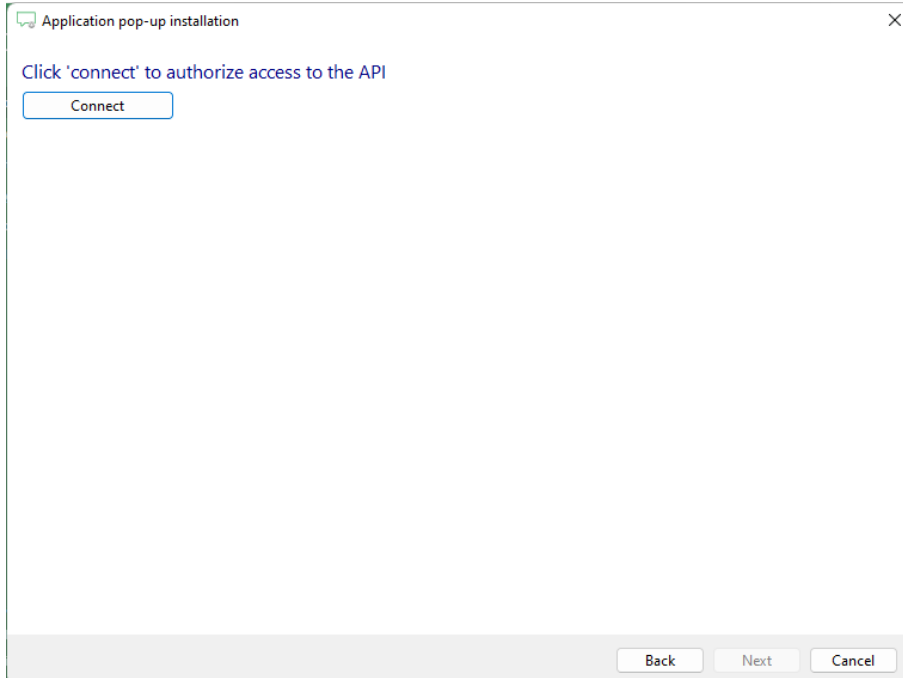 Application pop-up installation
Click 'connect' to authorize access to the API
Connect
Back Next Cancel